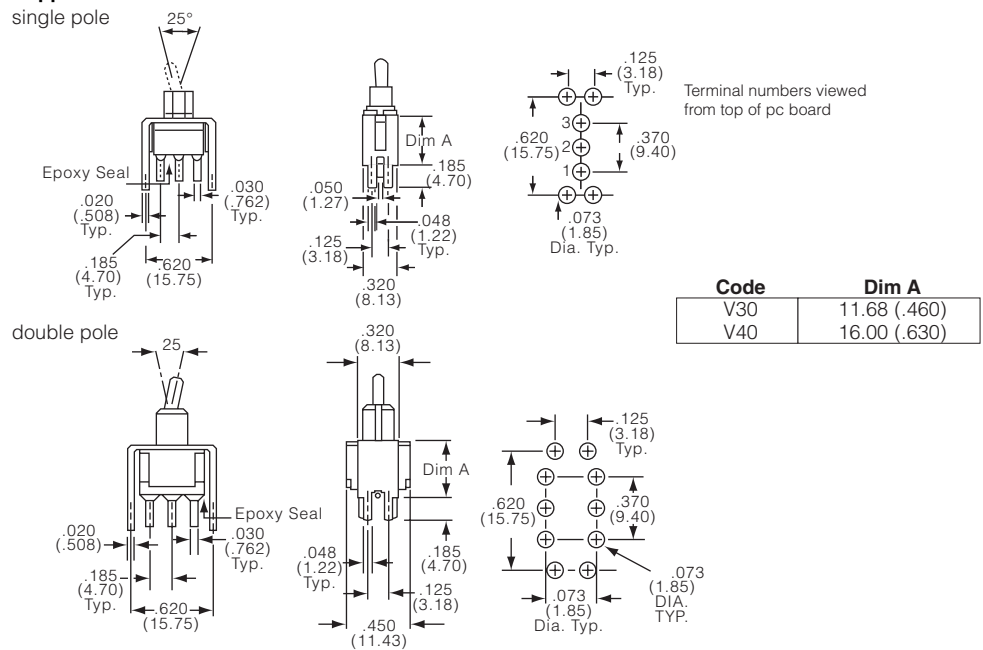 single pole
25°
Epoxy Seal
.020
(.508)
Typ.
.030
(.762)
Typ.
.185
(4.70)
Typ.
.620
(15.75)
Dim A
.185
(4.70)
.050
(1.27)
.048
(1.22)
Typ.
.125
(3.18)
.320
(8.13)
.125
(3.18)
Typ.
Terminal numbers viewed
from top of pc board
.620
(15.75)
3
2
1
.370
(9.40)
.073
(1.85)
Dia. Typ.
Code Dim A
V30 11.68 (.460)
V40 16.00 (.630)
double pole
25
Epoxy Seal
.020
(.508)
.030
(.762)
Typ.
.185
(4.70)
Typ.
.620
(15.75)
.320
(8.13)
Dim A
.048
(1.22)
Typ.
.185
(4.70)
.125
(3.18)
.450
(11.43)
.125
(3.18)
Typ.
.620
(15.75)
.370
(9.40)
.073
(1.85)
Dia. Typ.
.073
(1.85)
DIA.
TYP.